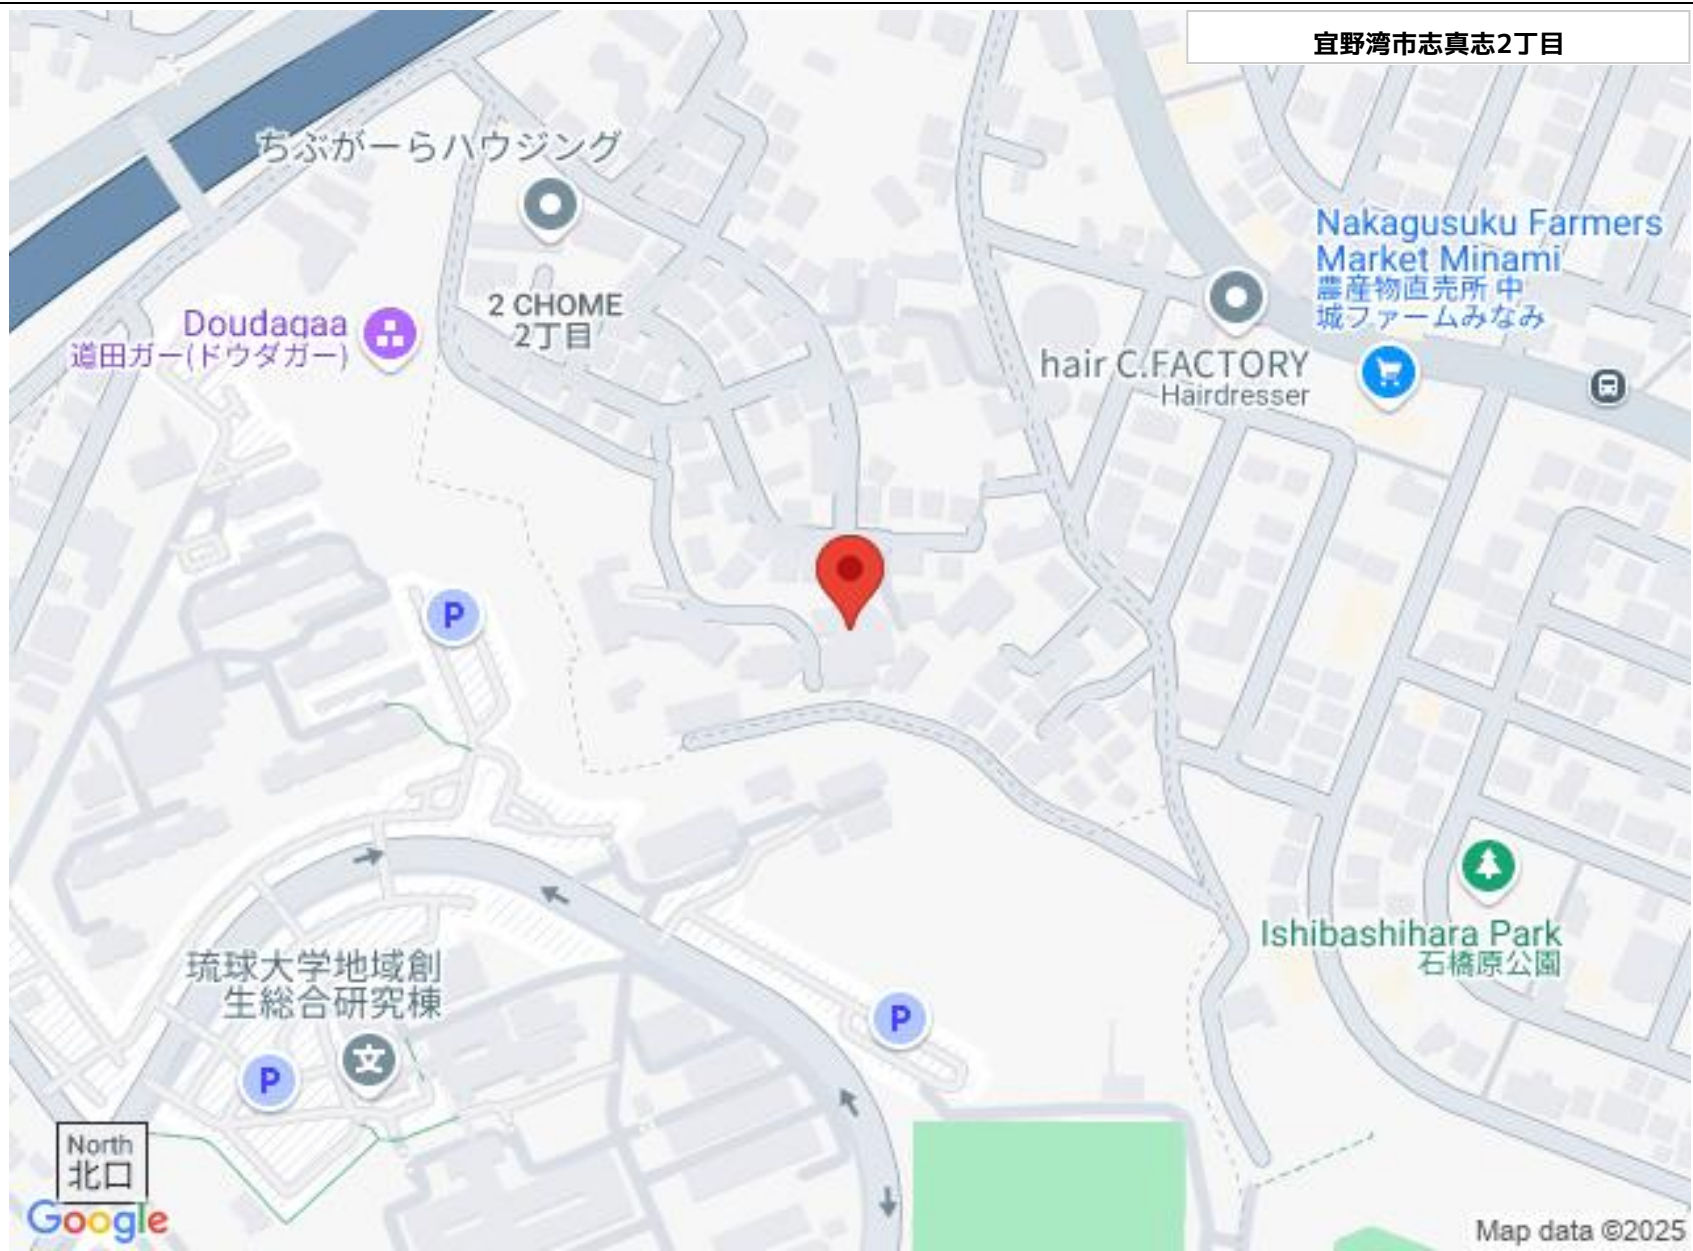 宜野湾市志真志2丁目
ちぶがーらハウジング
Nakagusuku Farmers
Market Minami
農産物直売所 中
城ファームみなみ
2 CHOME
2丁目
Doudagaa
道田ガー(ドウダガー)
hair C.FACTORY
Hairdresser
P
Ishibashihara Park
石橋原公園
琉球大学地域創
生総合研究棟
文
P
P
North
北口
Google
Map data ©2025